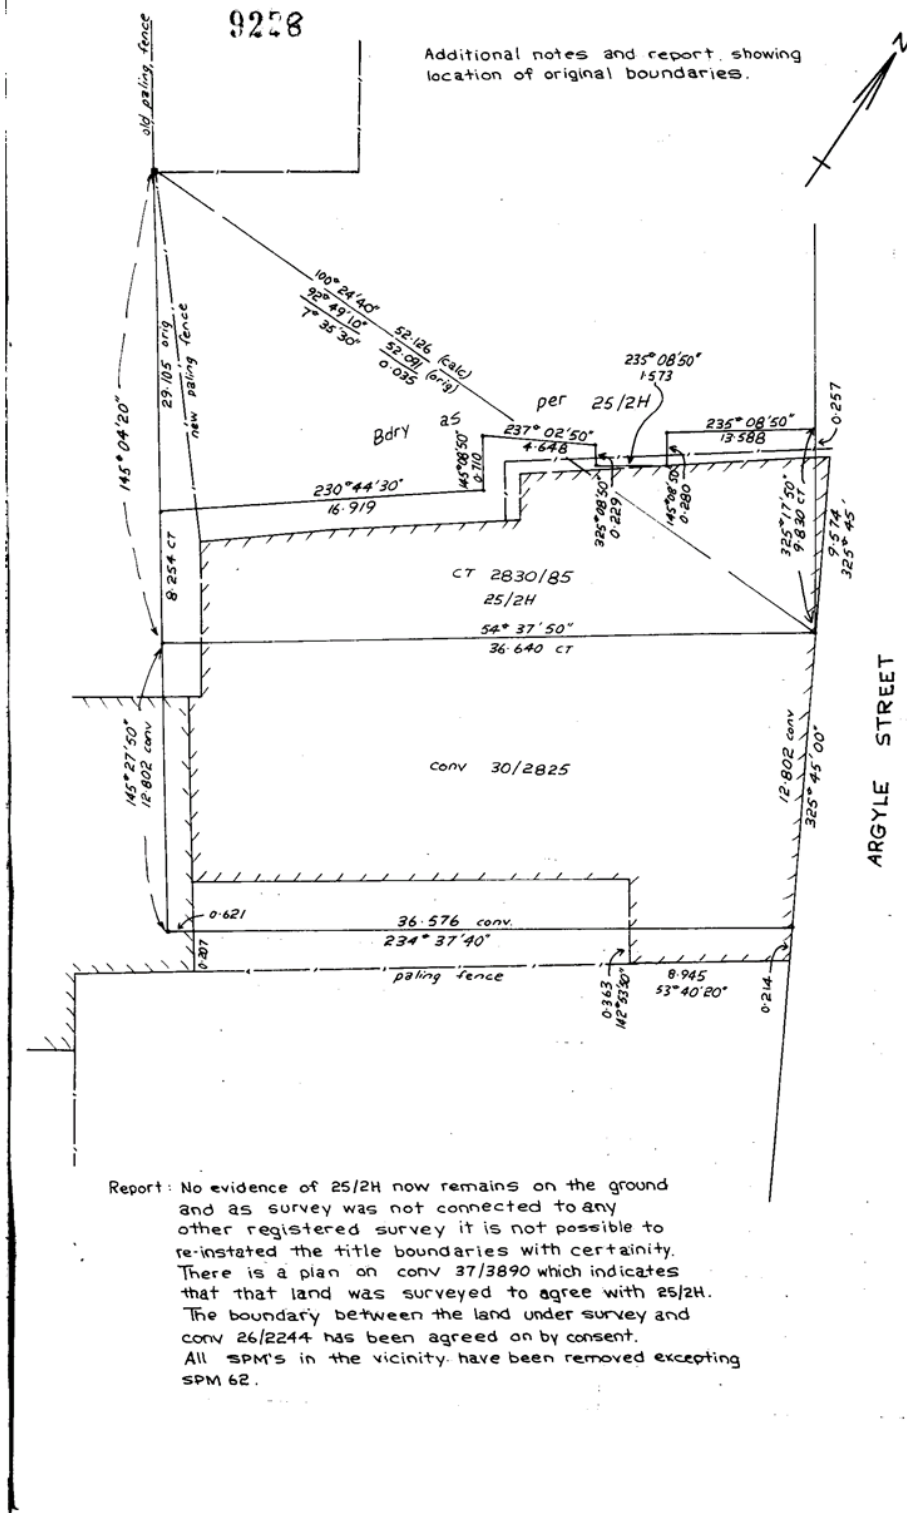 9228
Additional notes and report showing
location of original boundaries.
N
old paling fence
100° 24'40"
92° 49'10"
7° 35'30"
52.126 (calc)
52.091 (orig)
0.035
29.105 orig
new paling fence
145° 04'20"
235° 08'50"
1.573
Bdry as per 25/2H
237° 02'50"
4.648
235° 08'50"
13.588
0.257
145° 08'50"
0.710
230° 44'30"
16.919
325° 08'50"
0.229
145° 08'50"
0.280
325° 17'50"
9.830 CT
9.574
325° 45'
8.254 CT
CT 2830/85
25/2H
54° 37'50"
36.640 CT
145° 27'50"
12.802 conv
Conv 30/2825
12.802 conv
325° 45'00"
ARGYLE STREET
0.621
36.576 conv.
234° 37'40"
0.207
paling fence
0.363
142° 53'30"
8.945
53° 40'20"
0.214
Report: No evidence of 25/2H now remains on the ground
and as survey was not connected to any
other registered survey it is not possible to
re-instated the title boundaries with certainity.
There is a plan on conv 37/3890 which indicates
that that land was surveyed to agree with 25/2H.
The boundary between the land under survey and
conv 26/2244 has been agreed on by consent.
All SPM's in the vicinity have been removed excepting
SPM 62.